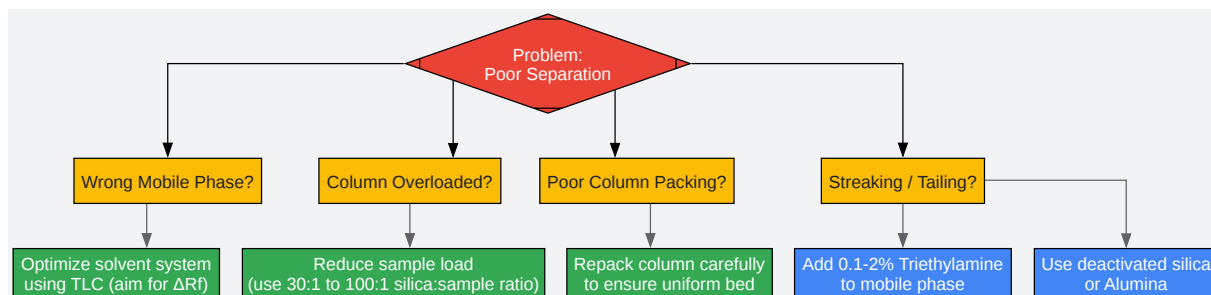 Problem:
Poor Separation
Wrong Mobile Phase?
Column Overloaded?
Poor Column Packing?
Streaking / Tailing?
Optimize solvent system
using TLC (aim for ΔRf)
Reduce sample load
(use 30:1 to 100:1 silica:sample ratio)
Repack column carefully
to ensure uniform bed
Add 0.1-2% Triethylamine
to mobile phase
Use deactivated silica
or Alumina